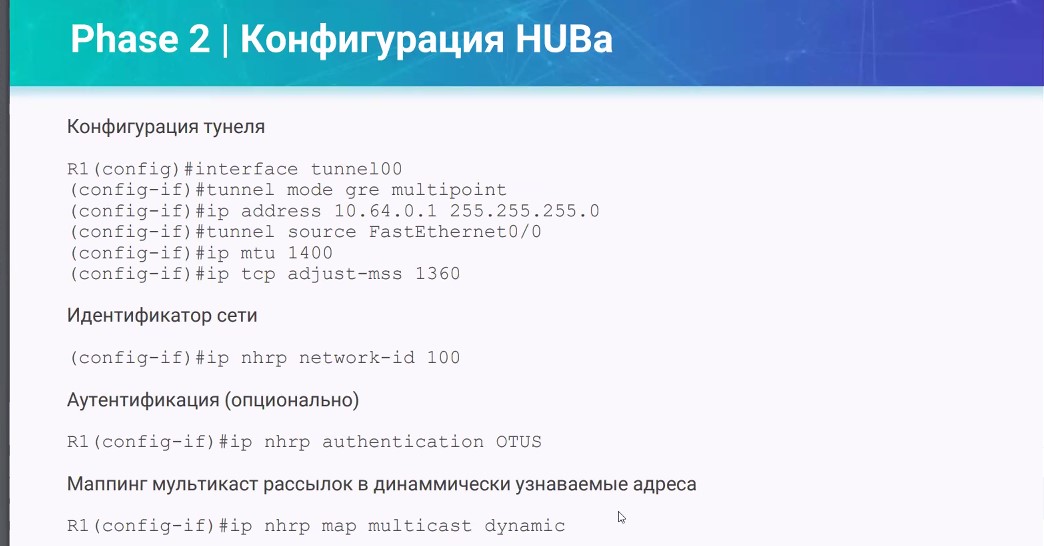 Phase 2 | Конфигурация HUBa
Конфигурация тунеля
R1(config)#interface tunnel00
(config-if)#tunnel mode gre multipoint
(config-if)#ip address 10.64.0.1 255.255.255.0
(config-if)#tunnel source FastEthernet0/0
(config-if)#ip mtu 1400
(config-if)#ip tcp adjust-mss 1360
Идентификатор сети
(config-if)#ip nhrp network-id 100
Аутентификация (опционально)
R1(config-if)#ip nhrp authentication OTUS
Маппинг мультикаст рассылок в динаммически узнаваемые адреса
R1(config-if)#ip nhrp map multicast dynamic